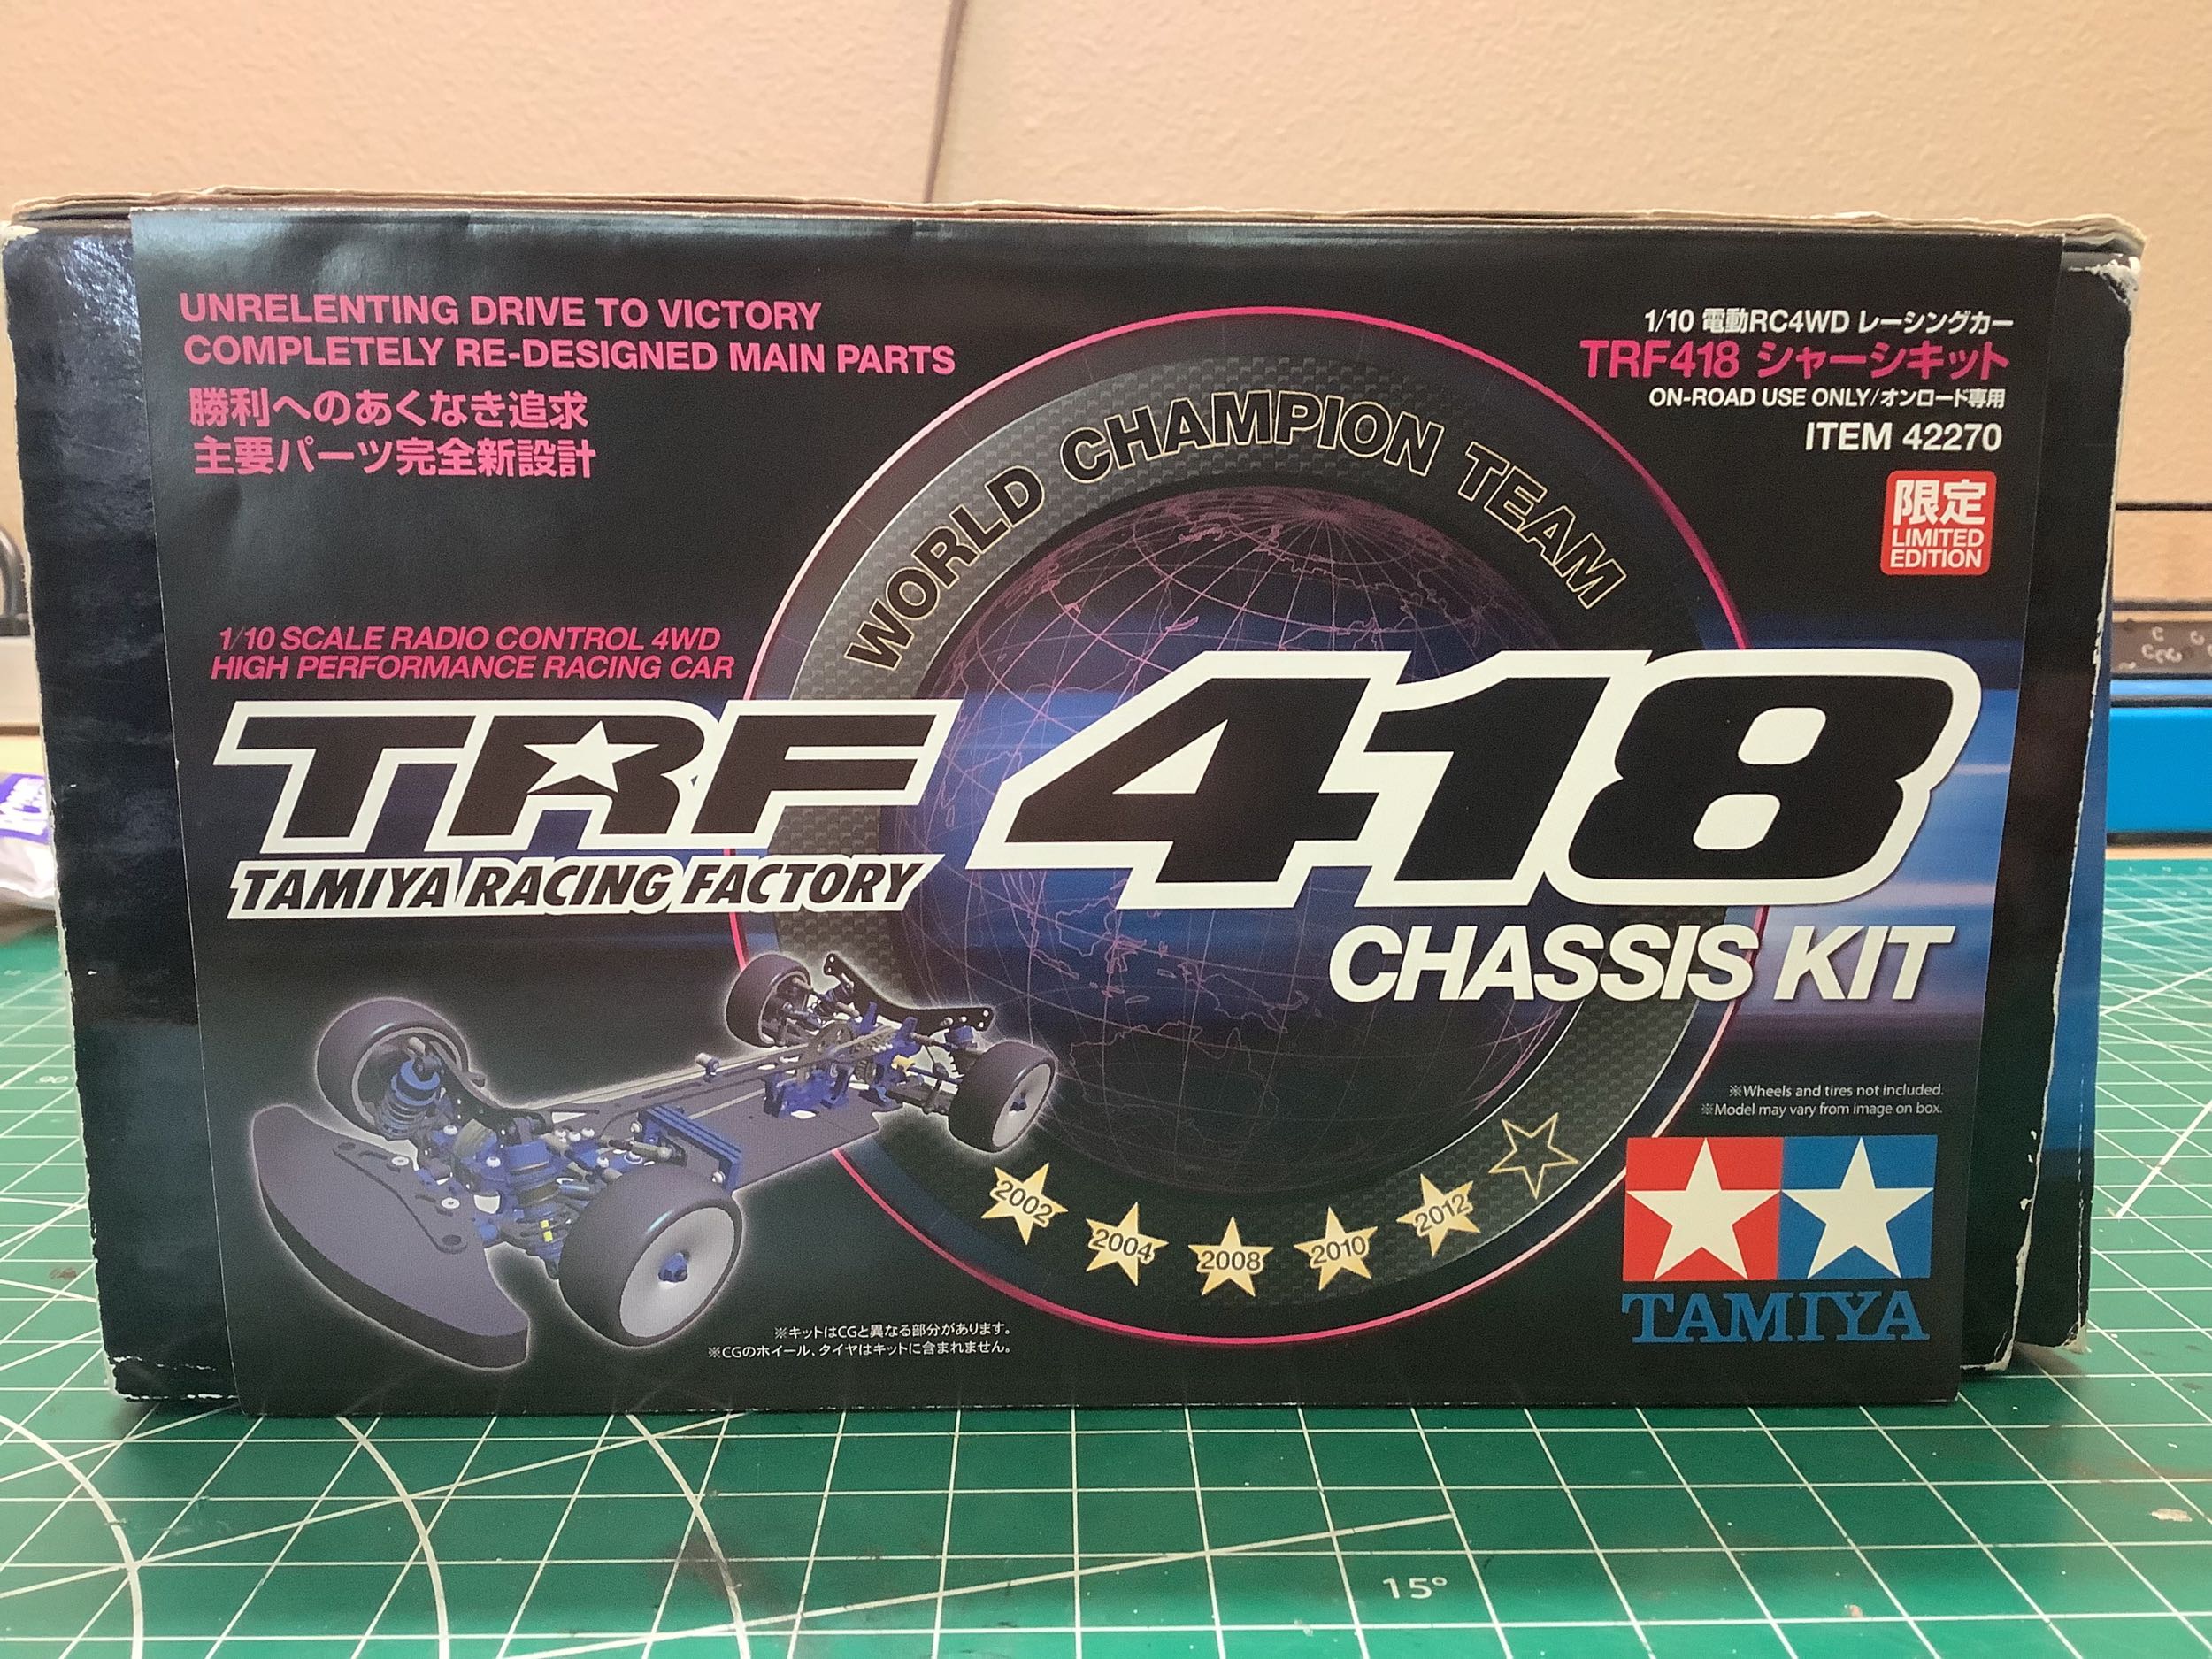 UNRELENTING DRIVE TO VICTORY
COMPLETELY RE-DESIGNED MAIN PARTS
勝利へのあくなき追求
主要パーツ完全新設計
1/10 電動RC4WD レーシングカー
TRF418 シャーシキット
ON-ROAD USE ONLY/オンロード専用
ITEM 42270
限定
LIMITED
EDITION
WORLD CHAMPION TEAM
1/10 SCALE RADIO CONTROL 4WD
HIGH PERFORMANCE RACING CAR
TRF 418
TAMIYA RACING FACTORY
CHASSIS KIT
※Wheels and tires not included.
※Model may vary from image on box.
2002
2004
2008
2010
2012
TAMIYA
※キットはCGと異なる部分があります。
※CGのホイール、タイヤはキットに含まれません。
15°